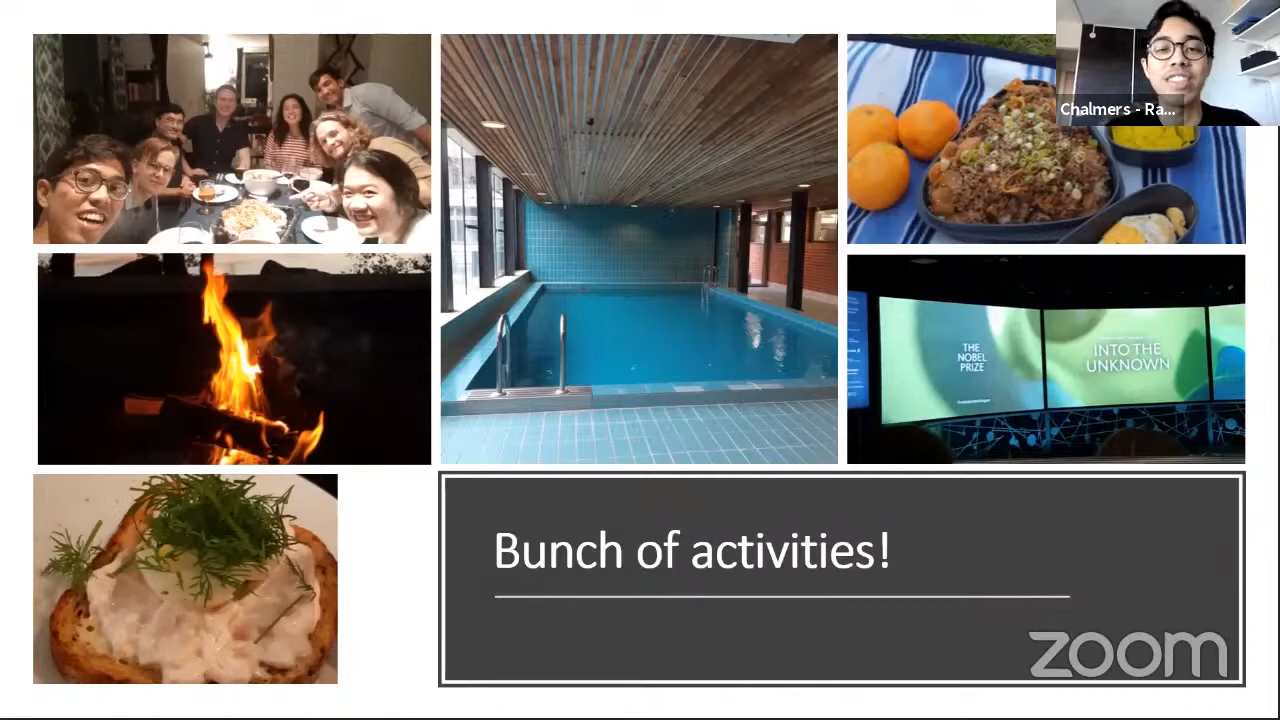 Chalmers - Ra...
THE
NOBEL
PRIZE
INTO THE
UNKNOWN
Bunch of activities!
zoom